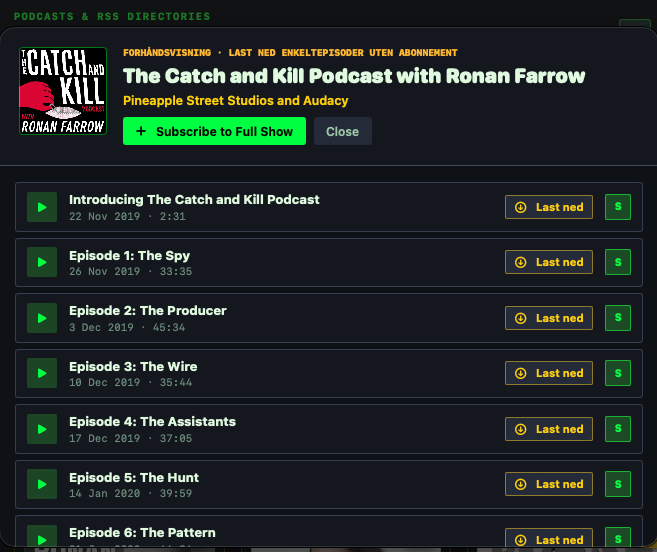 PODCASTS & RSS DIRECTORIES
THE CATCH AND KILL
PODCAST
WITH
RONAN FARROW
FORHÅNDSVISNING · LAST NED ENKELTEPISODER UTEN ABONNEMENT
The Catch and Kill Podcast with Ronan Farrow
Pineapple Street Studios and Audacy
+ Subscribe to Full Show
Close
Introducing The Catch and Kill Podcast
22 Nov 2019 · 2:31
Last ned
S
Episode 1: The Spy
26 Nov 2019 · 33:35
Last ned
S
Episode 2: The Producer
3 Dec 2019 · 45:34
Last ned
S
Episode 3: The Wire
10 Dec 2019 · 35:44
Last ned
S
Episode 4: The Assistants
17 Dec 2019 · 37:05
Last ned
S
Episode 5: The Hunt
14 Jan 2020 · 39:59
Last ned
S
Episode 6: The Pattern
Last ned
S